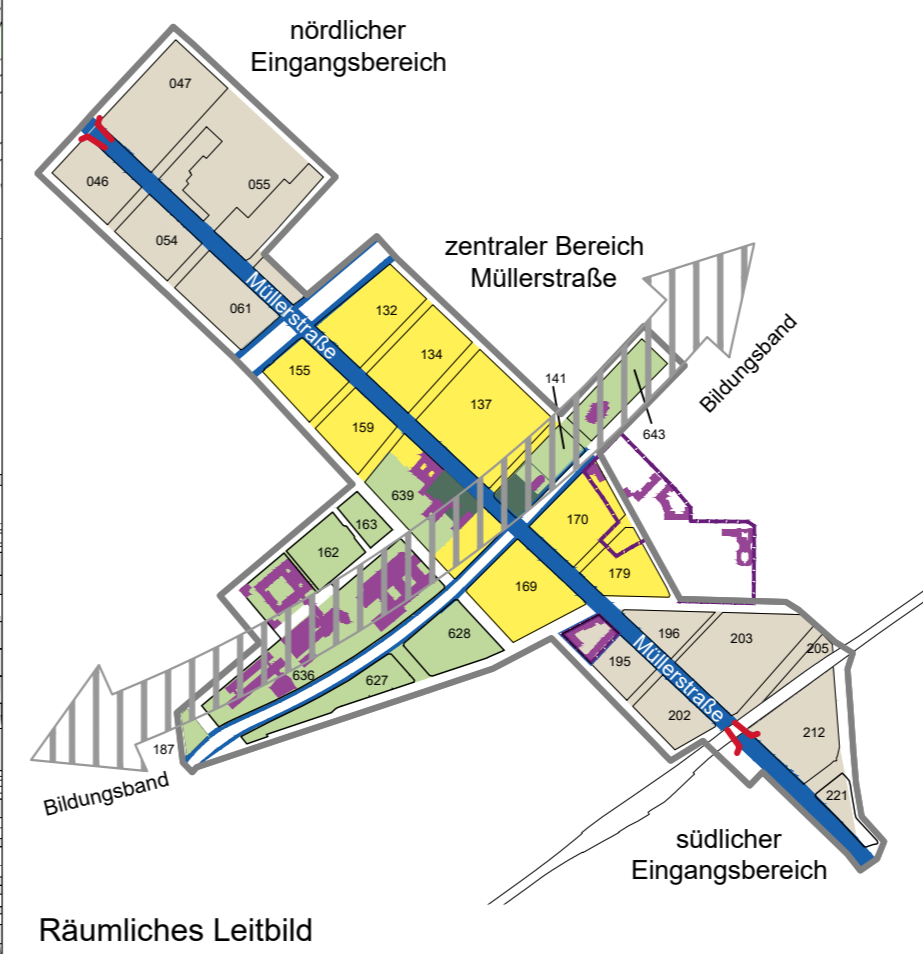 nördlicher
Eingangsbereich
047
046
055
054
061
Müllerstraße
zentraler Bereich
Müllerstraße
132
134
155
137
159
141
643
Bildungsband
639
163
162
170
169
179
628
636
627
187
Bildungsband
196
203
205
195
Müllerstraße
202
212
221
südlicher
Eingangsbereich
Räumliches Leitbild